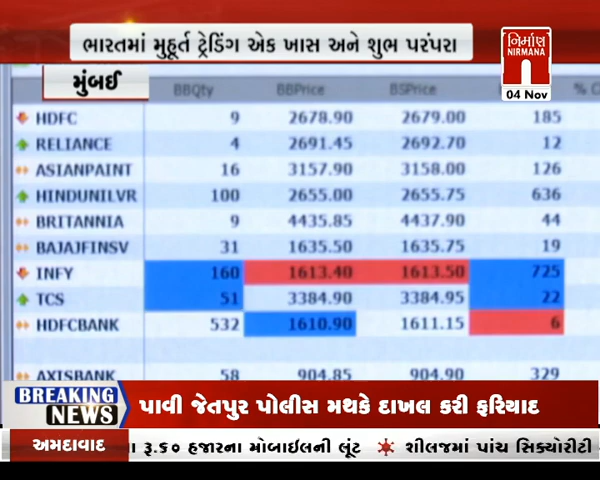 ભારતમાં મુહૂર્ત ટ્રેડિંગ એક ખાસ અને શુભ પરંપરા
નિર્માણ
NIRMANA
04 Nov
મુંબઈ
BBQty BBPrice BSPrice % C
HDFC 9 2678.90 2679.00 185
RELIANCE 4 2691.45 2692.70 12
ASIANPAINT 16 3157.90 3158.00 126
HINDUNILVR 100 2655.00 2655.75 636
BRITANNIA 9 4435.85 4437.90 44
BAJAJFINSV 31 1635.50 1635.75 19
INFY 160 1613.40 1613.50 725
TCS 51 3384.90 3384.95 22
HDFCBANK 532 1610.90 1611.15 6
AXISBANK 58 904.85 904.90 329
BREAKING NEWS
પાવી જેતપુર પોલીસ મથકે દાખલ કરી ફરિયાદ
અમદાવાદ
રૂ.૬૦ હજારના મોબાઈલની લૂંટ શીલજમાં પાંચ સિક્યોરીટી